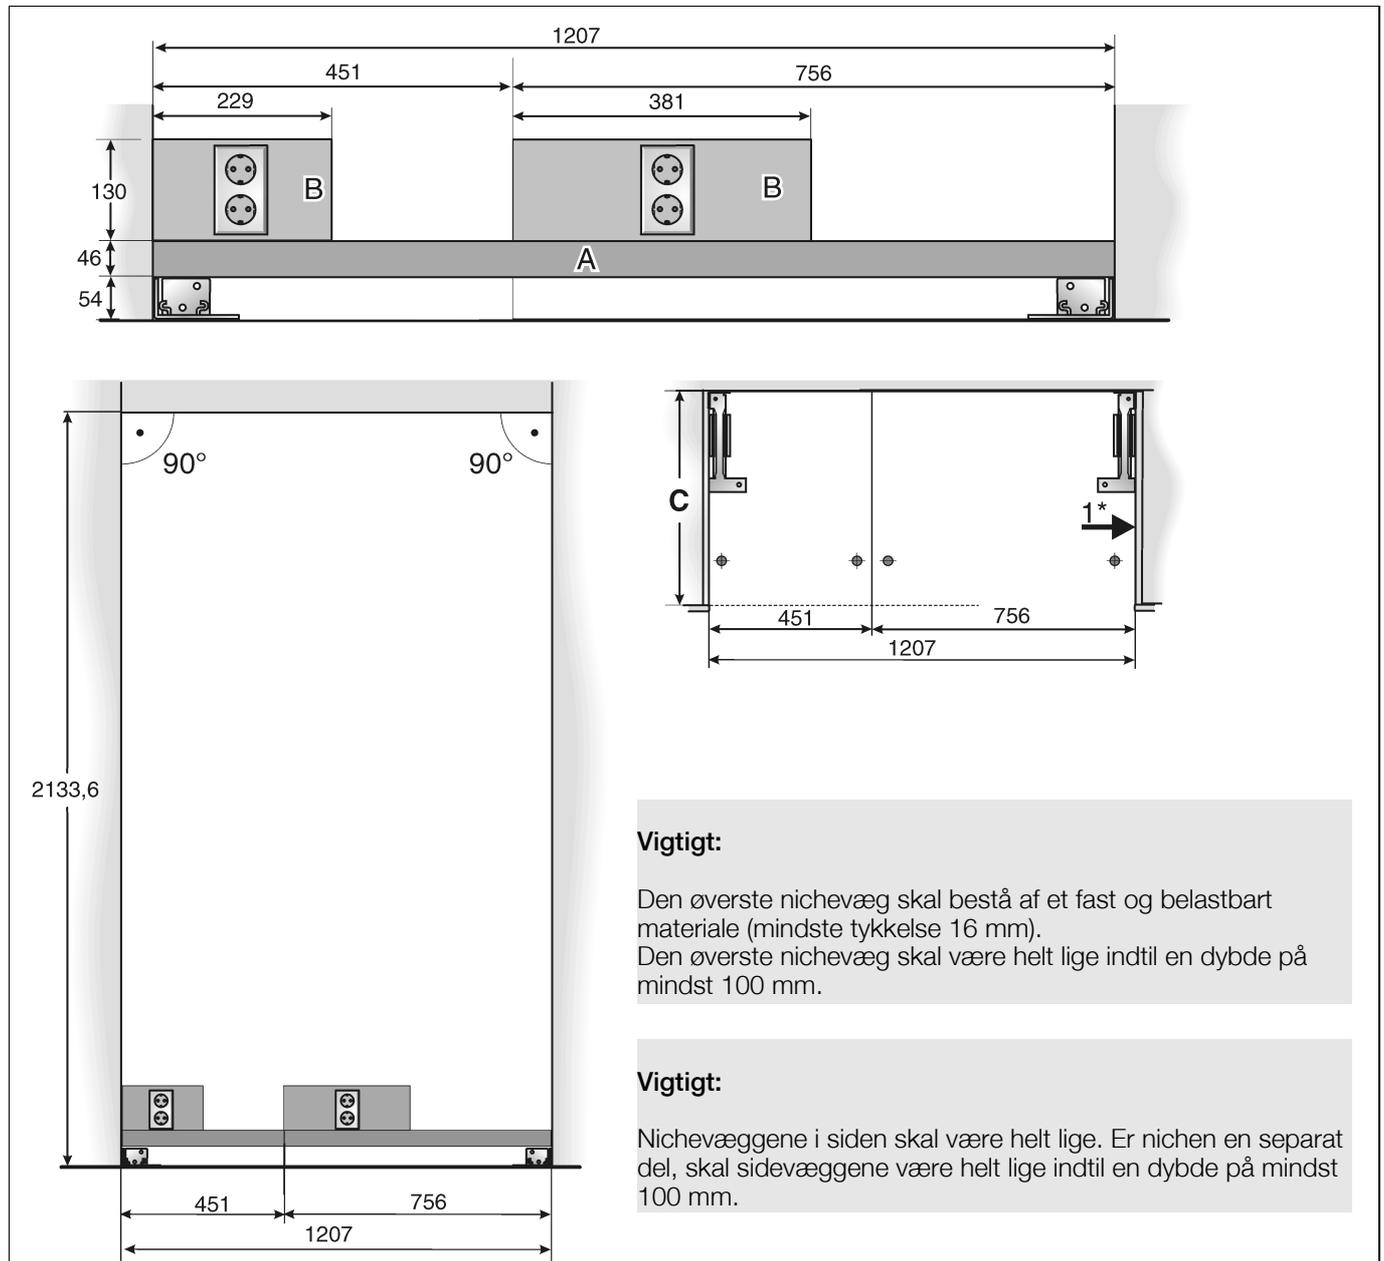 1207
451
756
229
381
130
B
B
46
A
54
90°
90°
C
1*
451
756
1207
2133,6
Vigtigt:
Den øverste nichevæg skal bestå af et fast og belastbart
materiale (mindste tykkelse 16 mm).
Den øverste nichevæg skal være helt lige indtil en dybde på
mindst 100 mm.
Vigtigt:
Nichevæggene i siden skal være helt lige. Er nichen en separat
del, skal sidevæggene være helt lige indtil en dybde på mindst
100 mm.
451
756
1207